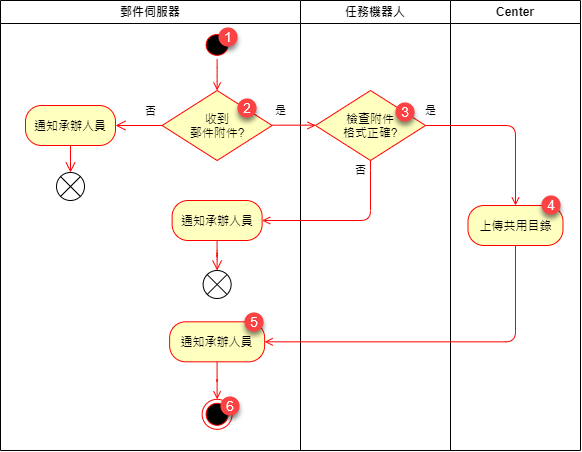 郵件伺服器
任務機器人
Center
1
2
收到
郵件附件?
否
是
通知承辦人員
3
檢查附件
格式正確?
是
否
4
上傳共用目錄
通知承辦人員
5
通知承辦人員
6